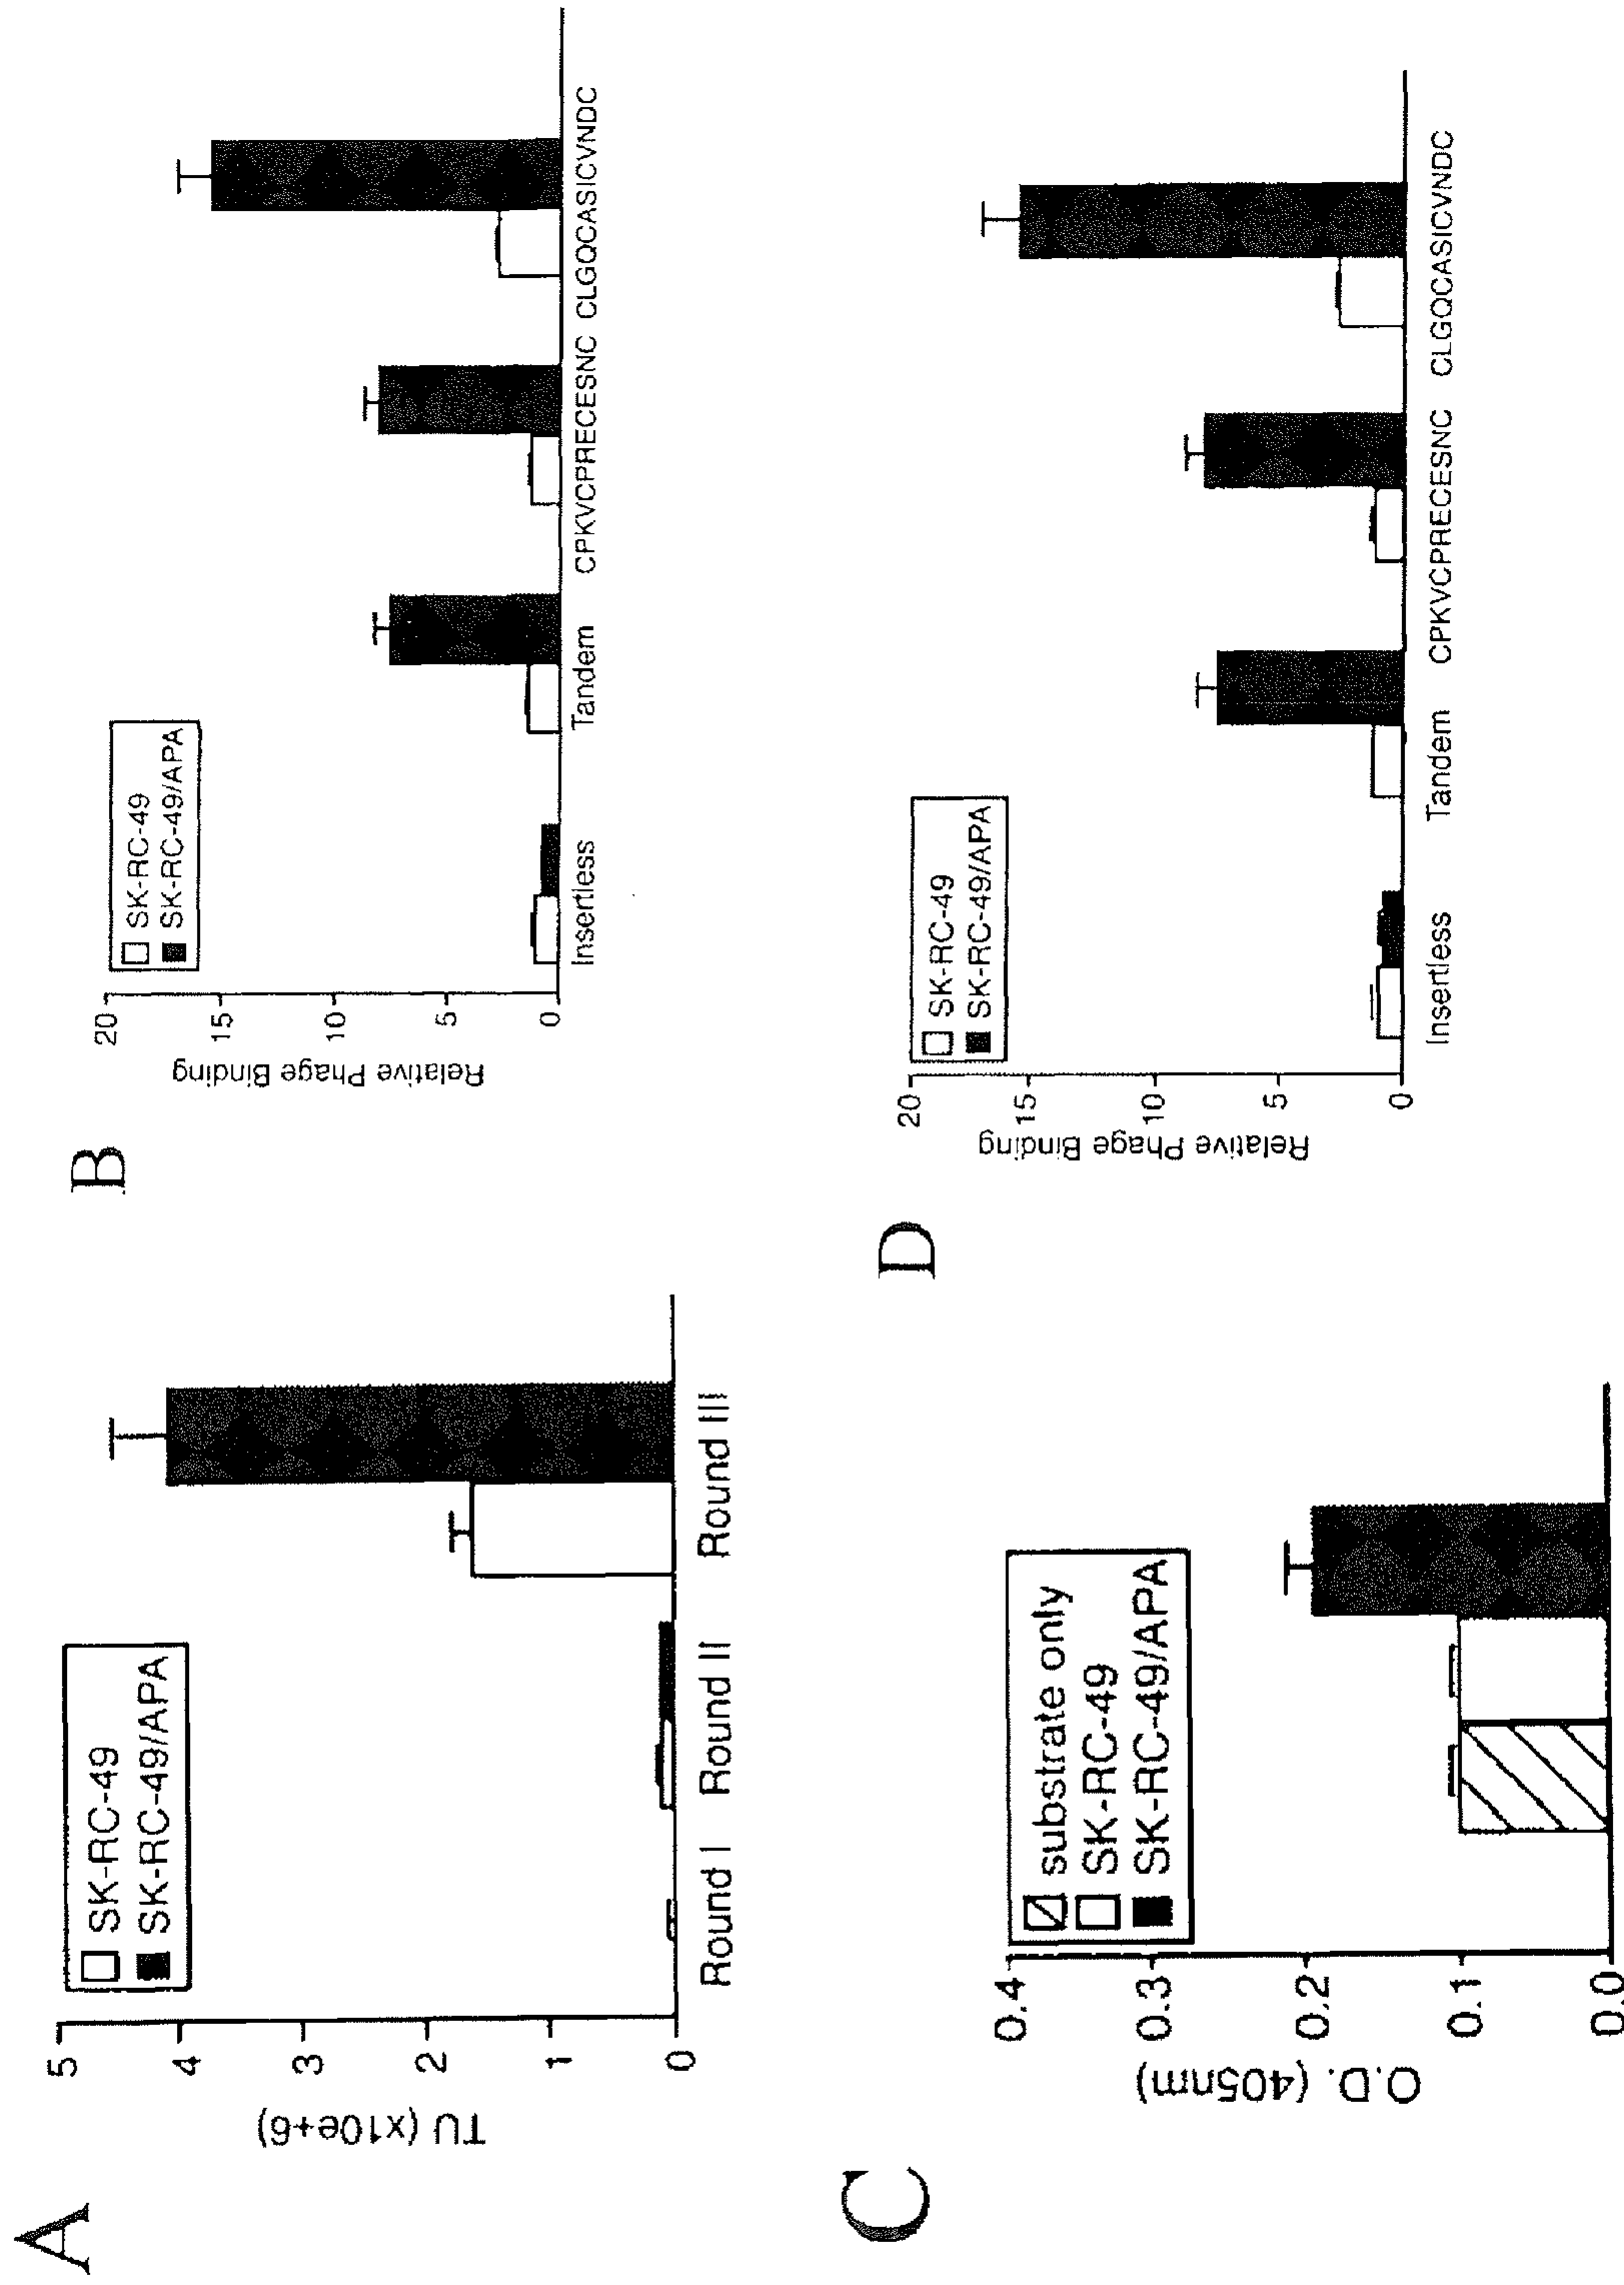 A
TU (x10e+6)
5
4
3
2
1
0
SK-RC-49
SK-RC-49/APA
Round I
Round II
Round III
B
Relative Phage Binding
20
15
10
5
0
SK-RC-49
SK-RC-49/APA
Insertless
Tandem
CPKVCPRECESNC
CLGQCASICVNDC
C
O.D. (405nm)
0.4
0.3
0.2
0.1
0.0
substrate only
SK-RC-49
SK-RC-49/APA
D
Relative Phage Binding
20
15
10
5
0
SK-RC-49
SK-RC-49/APA
Insertless
Tandem
CPKVCPRECESNC
CLGQCASICVNDC